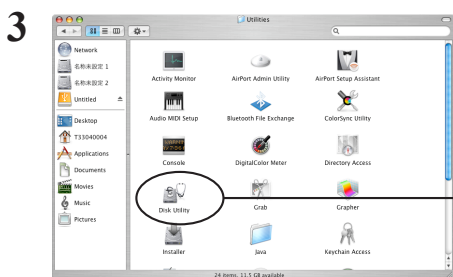 3
Utilities
Network
名称未設定 1
名称未設定 2
Untitled
Desktop
T33040004
Applications
Documents
Movies
Music
Pictures
Activity Monitor
AirPort Admin Utility
AirPort Setup Assistant
Audio MIDI Setup
Bluetooth File Exchange
ColorSync Utility
Console
DigitalColor Meter
Directory Access
Disk Utility
Grab
Grapher
Installer
Java
Keychain Access
24 items, 11.5 GB available